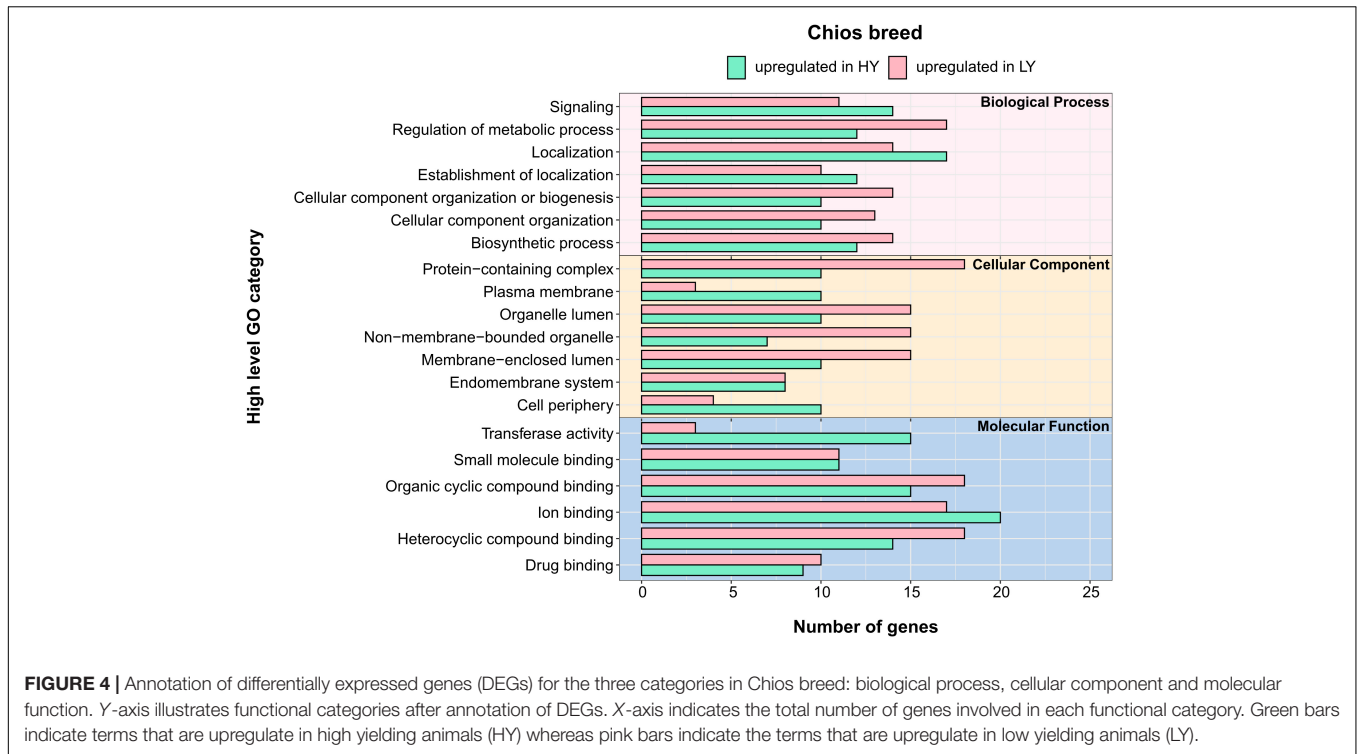 Chios breed
upregulated in HY upregulated in LY
High level GO category
Biological Process
Signaling
Regulation of metabolic process
Localization
Establishment of localization
Cellular component organization or biogenesis
Cellular component organization
Biosynthetic process
Cellular Component
Protein−containing complex
Plasma membrane
Organelle lumen
Non−membrane−bounded organelle
Membrane−enclosed lumen
Endomembrane system
Cell periphery
Molecular Function
Transferase activity
Small molecule binding
Organic cyclic compound binding
Ion binding
Heterocyclic compound binding
Drug binding
0 5 10 15 20 25
Number of genes
FIGURE 4 | Annotation of differentially expressed genes (DEGs) for the three categories in Chios breed: biological process, cellular component and molecular
function. Y-axis illustrates functional categories after annotation of DEGs. X-axis indicates the total number of genes involved in each functional category. Green bars
indicate terms that are upregulate in high yielding animals (HY) whereas pink bars indicate the terms that are upregulate in low yielding animals (LY).